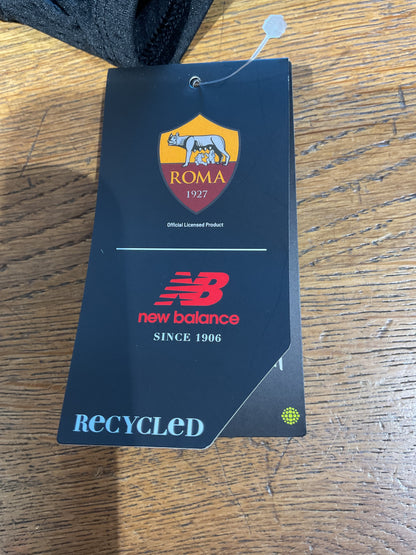 ROMA
1927
Official Licensed Product
NB
new balance
SINCE 1906
RECYCLED